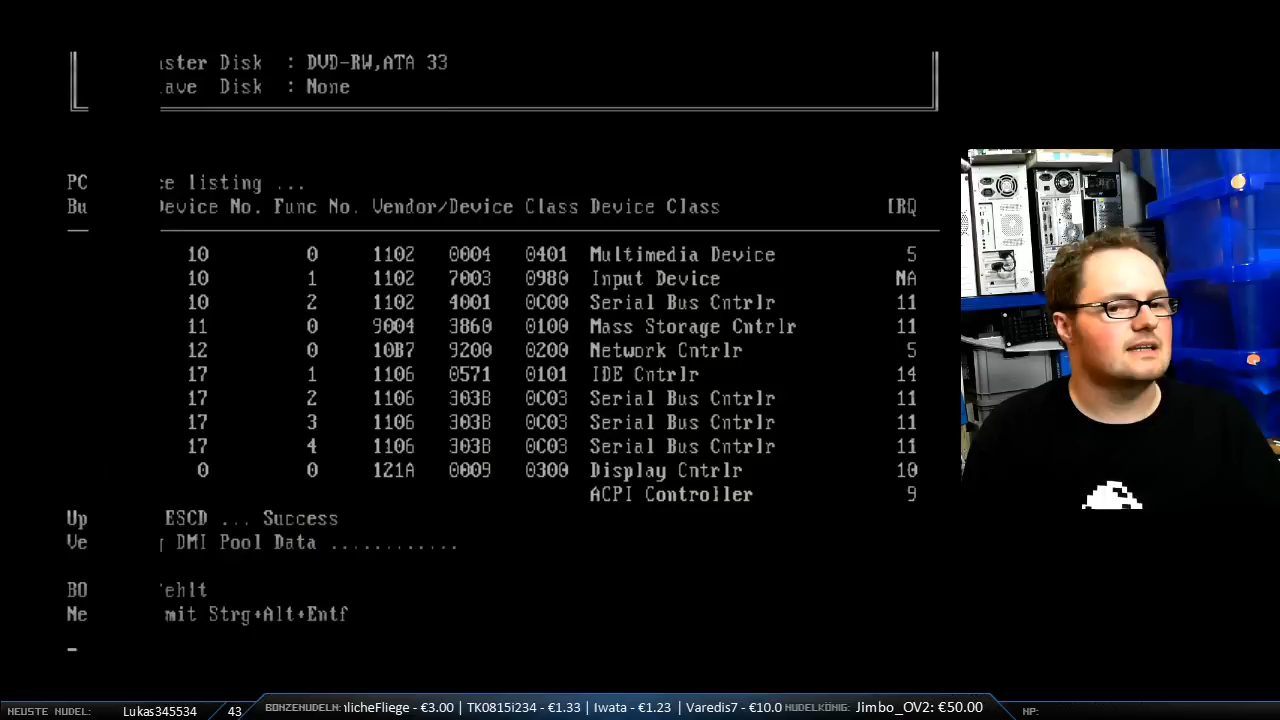 ster Disk : DVD-RW,ATA 33
ave Disk : None
PC ce listing ...
Bu Device No. Func No. Vendor/Device Class Device Class IRQ
10 0 1102 0004 0401 Multimedia Device 5
10 1 1102 7003 0980 Input Device NA
10 2 1102 4001 0C00 Serial Bus Cntrlr 11
11 0 9004 3860 0100 Mass Storage Cntrlr 11
12 0 10B7 9200 0200 Network Cntrlr 5
17 1 1106 0571 0101 IDE Cntrlr 14
17 2 1106 3038 0C03 Serial Bus Cntrlr 11
17 3 1106 3038 0C03 Serial Bus Cntrlr 11
17 4 1106 3038 0C03 Serial Bus Cntrlr 11
0 0 121A 0009 0300 Display Cntrlr 10
ACPI Controller 9
Up ESCD ... Success
Ve g DMI Pool Data ............
BO ehlt
Ne mit Strg+Alt+Entf
_
NEUSTE NUDEL: Lukas345534 43 BONZENUDELN: nlicheFliege - €3.00 | TK0815i234 - €1.33 | Iwata - €1.23 | Varedis7 - €10.0 NUDELKÖNIG: Jimbo_OV2: €50.00 HP: